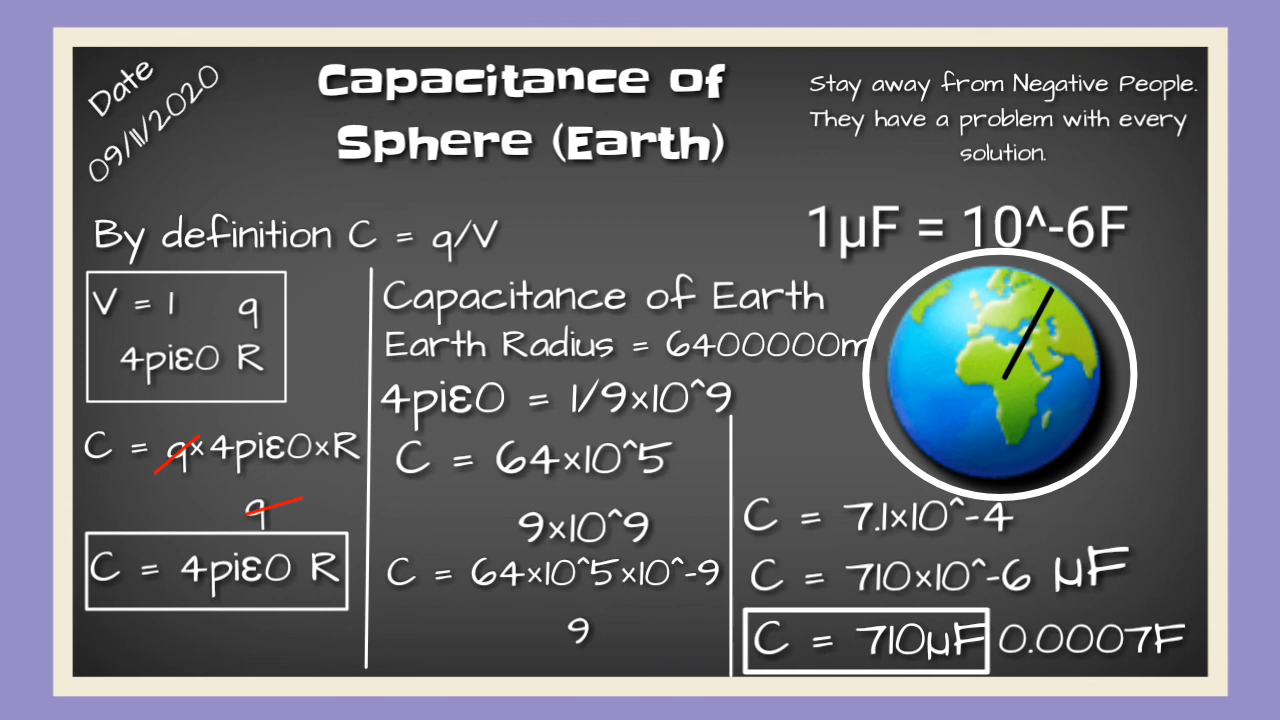 Date
09/11/2020
Capacitance of
Sphere (Earth)
Stay away from Negative People.
They have a problem with every
solution.
By definition C = q/V
1µF = 10^-6F
V = 1 q
4piε0 R
C = q×4piε0×R
q
C = 4piε0 R
Capacitance of Earth
Earth Radius = 6400000m
4piε0 = 1/9×10^9
C = 64×10^5
9×10^9
C = 64×10^5×10^-9
9
C = 7.1×10^-4
C = 710×10^-6 µF
C = 710µF 0.0007F